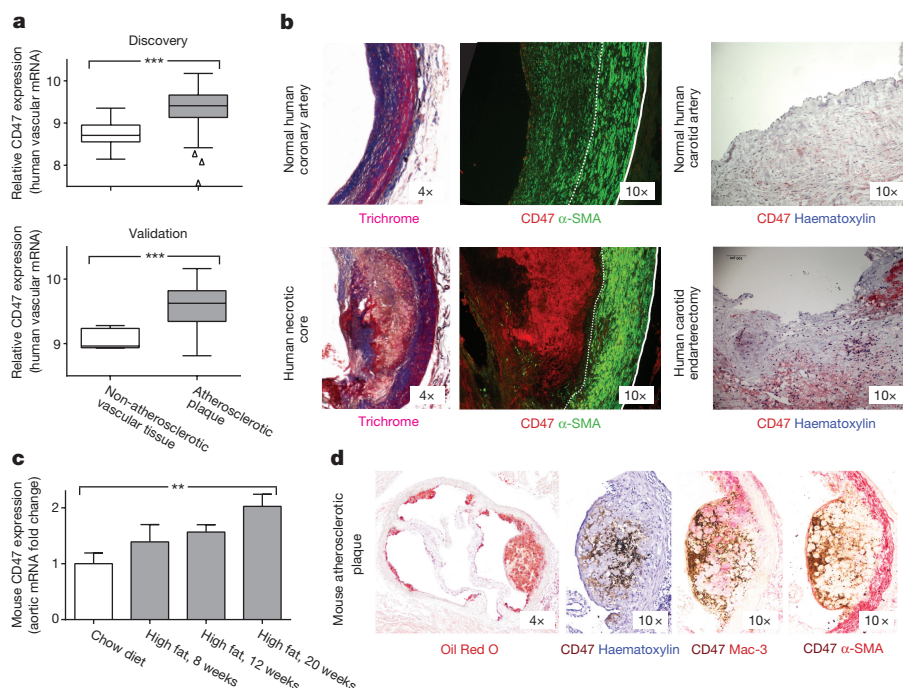 a
Discovery
***
Relative CD47 expression
(human vascular mRNA)
10
9
8
Validation
***
Relative CD47 expression
(human vascular mRNA)
10
9
Non-atherosclerotic
vascular tissue
Atherosclerotic
plaque
b
Normal human
coronary artery
4×
Trichrome
10×
CD47 α-SMA
Normal human
carotid artery
10×
CD47 Haematoxylin
Human necrotic
core
4×
Trichrome
10×
CD47 α-SMA
Human carotid
endarterectomy
10×
CD47 Haematoxylin
c
**
Mouse CD47 expression
(aortic mRNA fold change)
2
1
0
Chow diet
High fat, 8 weeks
High fat, 12 weeks
High fat, 20 weeks
d
Mouse atherosclerotic
plaque
4×
Oil Red O
10×
CD47 Haematoxylin
10×
CD47 Mac-3
10×
CD47 α-SMA